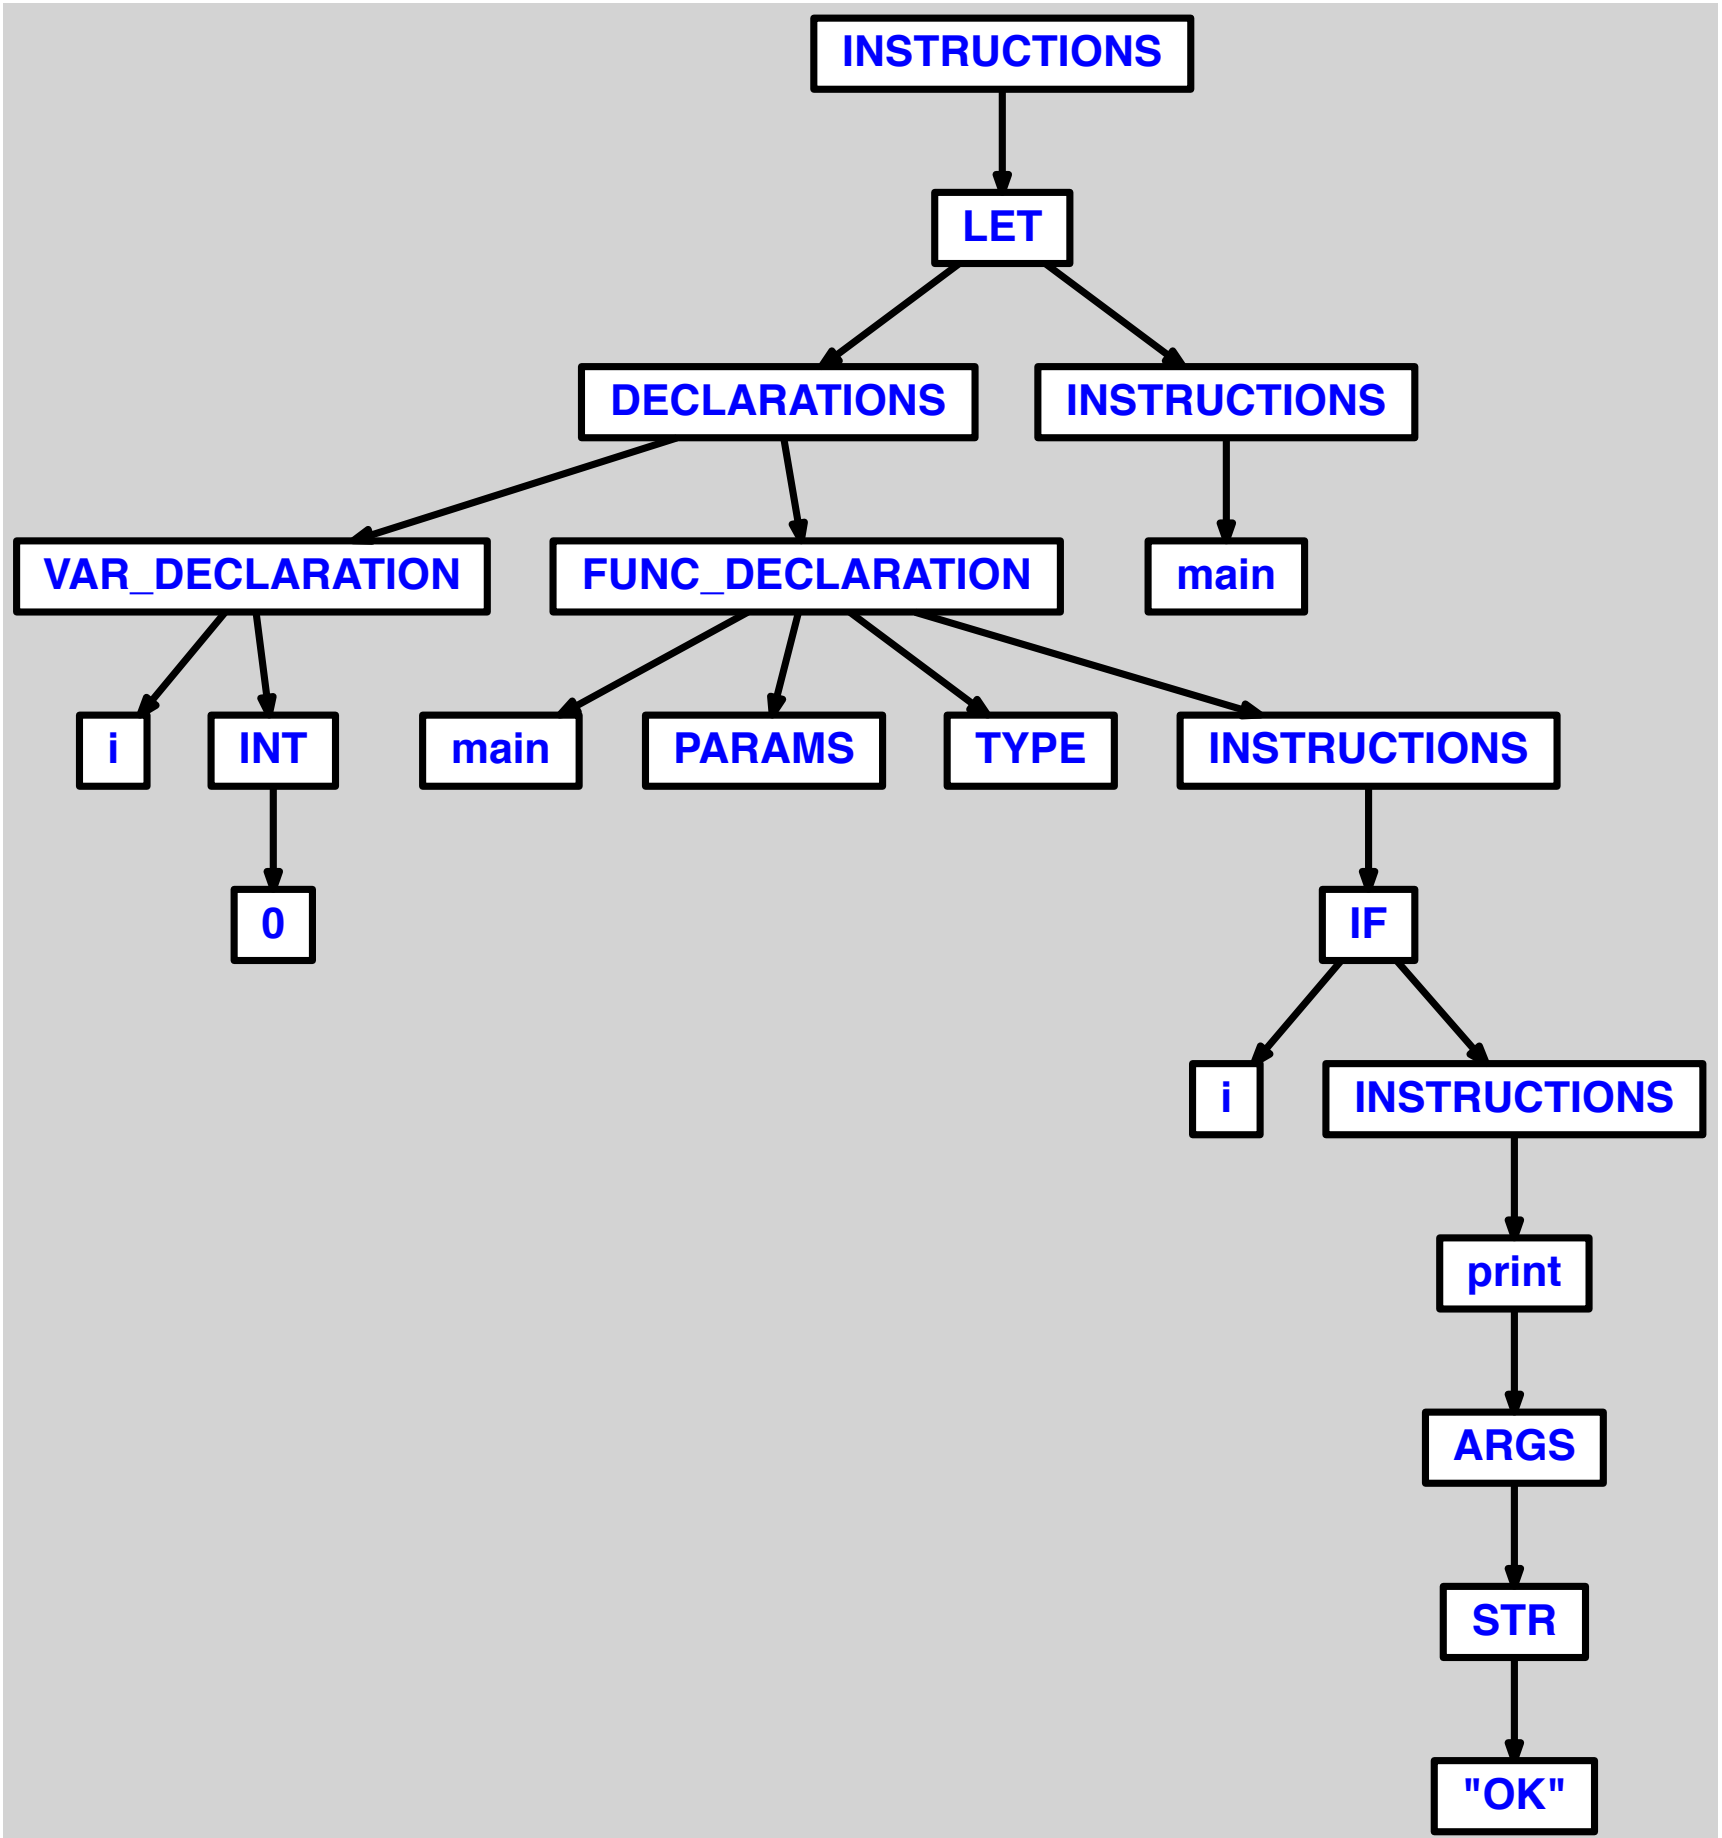 INSTRUCTIONS
LET
DECLARATIONS
INSTRUCTIONS
VAR_DECLARATION
FUNC_DECLARATION
main
i
INT
main
PARAMS
TYPE
INSTRUCTIONS
0
IF
i
INSTRUCTIONS
print
ARGS
STR
"OK"